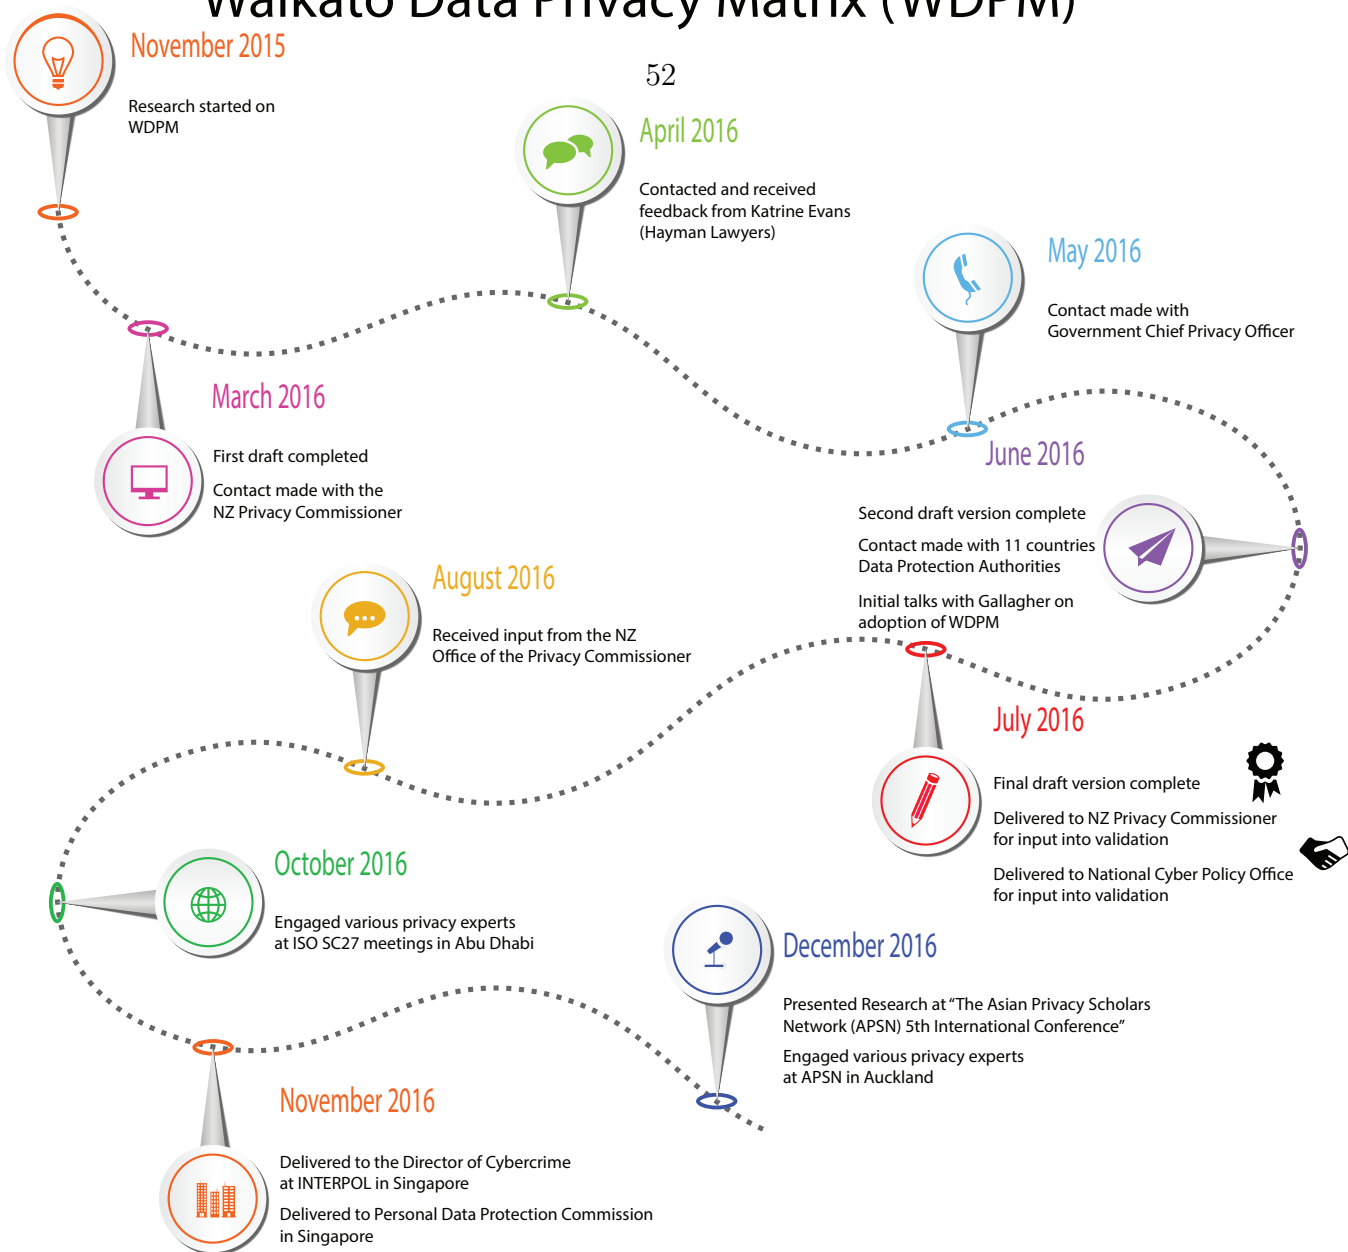 Waikato Data Privacy Matrix (WDPM)
52
November 2015
Research started on
WDPM
March 2016
First draft completed
Contact made with the
NZ Privacy Commissioner
April 2016
Contacted and received
feedback from Katrine Evans
(Hayman Lawyers)
May 2016
Contact made with
Government Chief Privacy Officer
June 2016
Second draft version complete
Contact made with 11 countries
Data Protection Authorities
Initial talks with Gallagher on
adoption of WDPM
July 2016
Final draft version complete
Delivered to NZ Privacy Commissioner
for input into validation
Delivered to National Cyber Policy Office
for input into validation
August 2016
Received input from the NZ
Office of the Privacy Commissioner
October 2016
Engaged various privacy experts
at ISO SC27 meetings in Abu Dhabi
November 2016
Delivered to the Director of Cybercrime
at INTERPOL in Singapore
Delivered to Personal Data Protection Commission
in Singapore
December 2016
Presented Research at “The Asian Privacy Scholars
Network (APSN) 5th International Conference”
Engaged various privacy experts
at APSN in Auckland